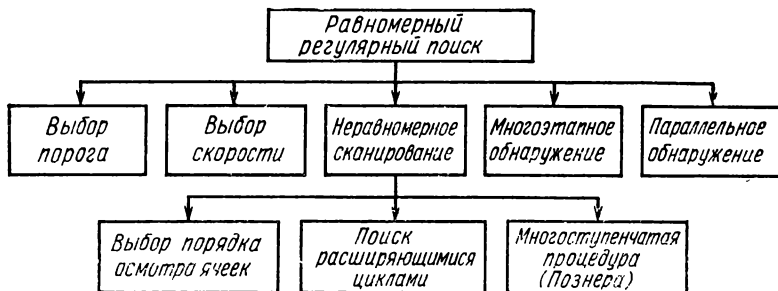 Равномерный
регулярный поиск
Выбор
порога
Выбор
скорости
Неравномерное
сканирование
Многоэтапное
обнаружение
Параллельное
обнаружение
Выбор порядка
осмотра ячеек
Поиск
расширяющимися
циклами
Многоступенчатая
процедура
(Познера)